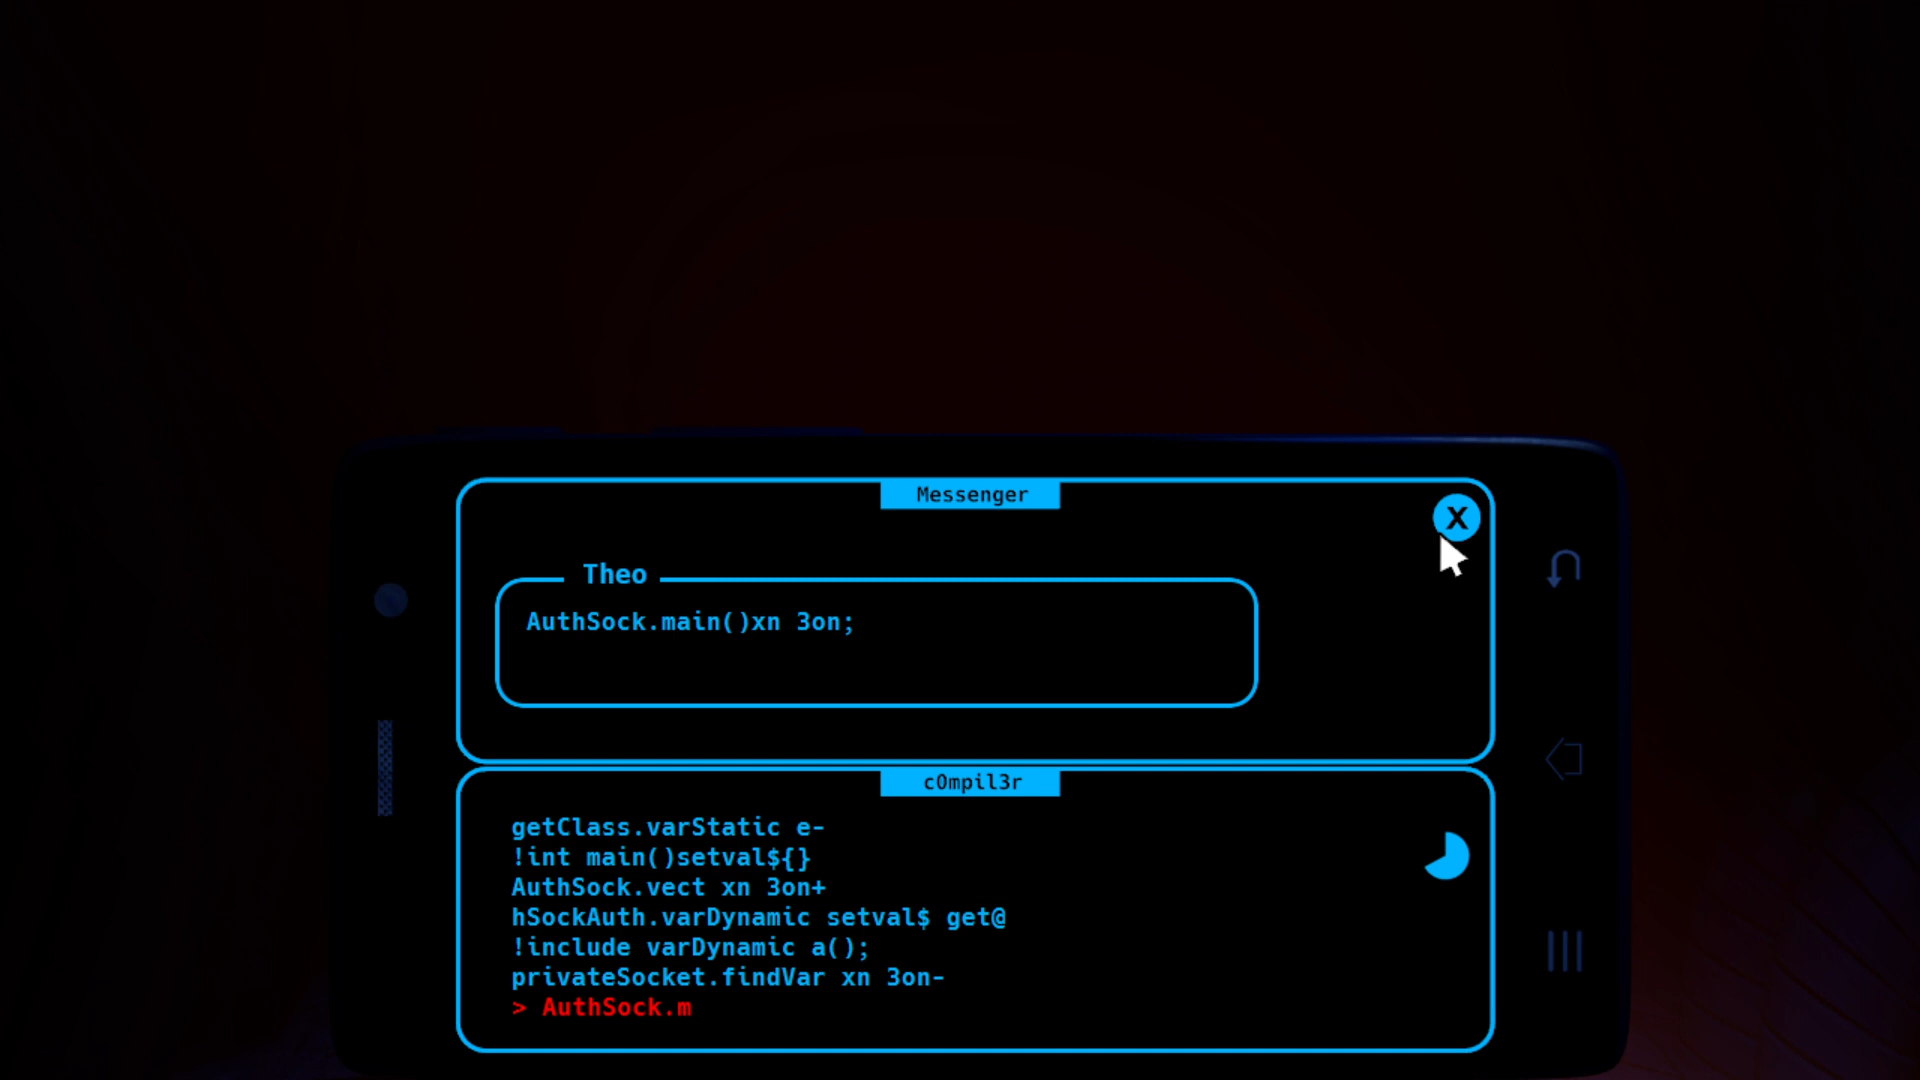 Messenger
X
Theo
AuthSock.main()xn 3on;
c0mpil3r
getClass.varStatic e-
!int main()setval${}
AuthSock.vect xn 3on+
hSockAuth.varDynamic setval$ get@
!include varDynamic a();
privateSocket.findVar xn 3on-
> AuthSock.m